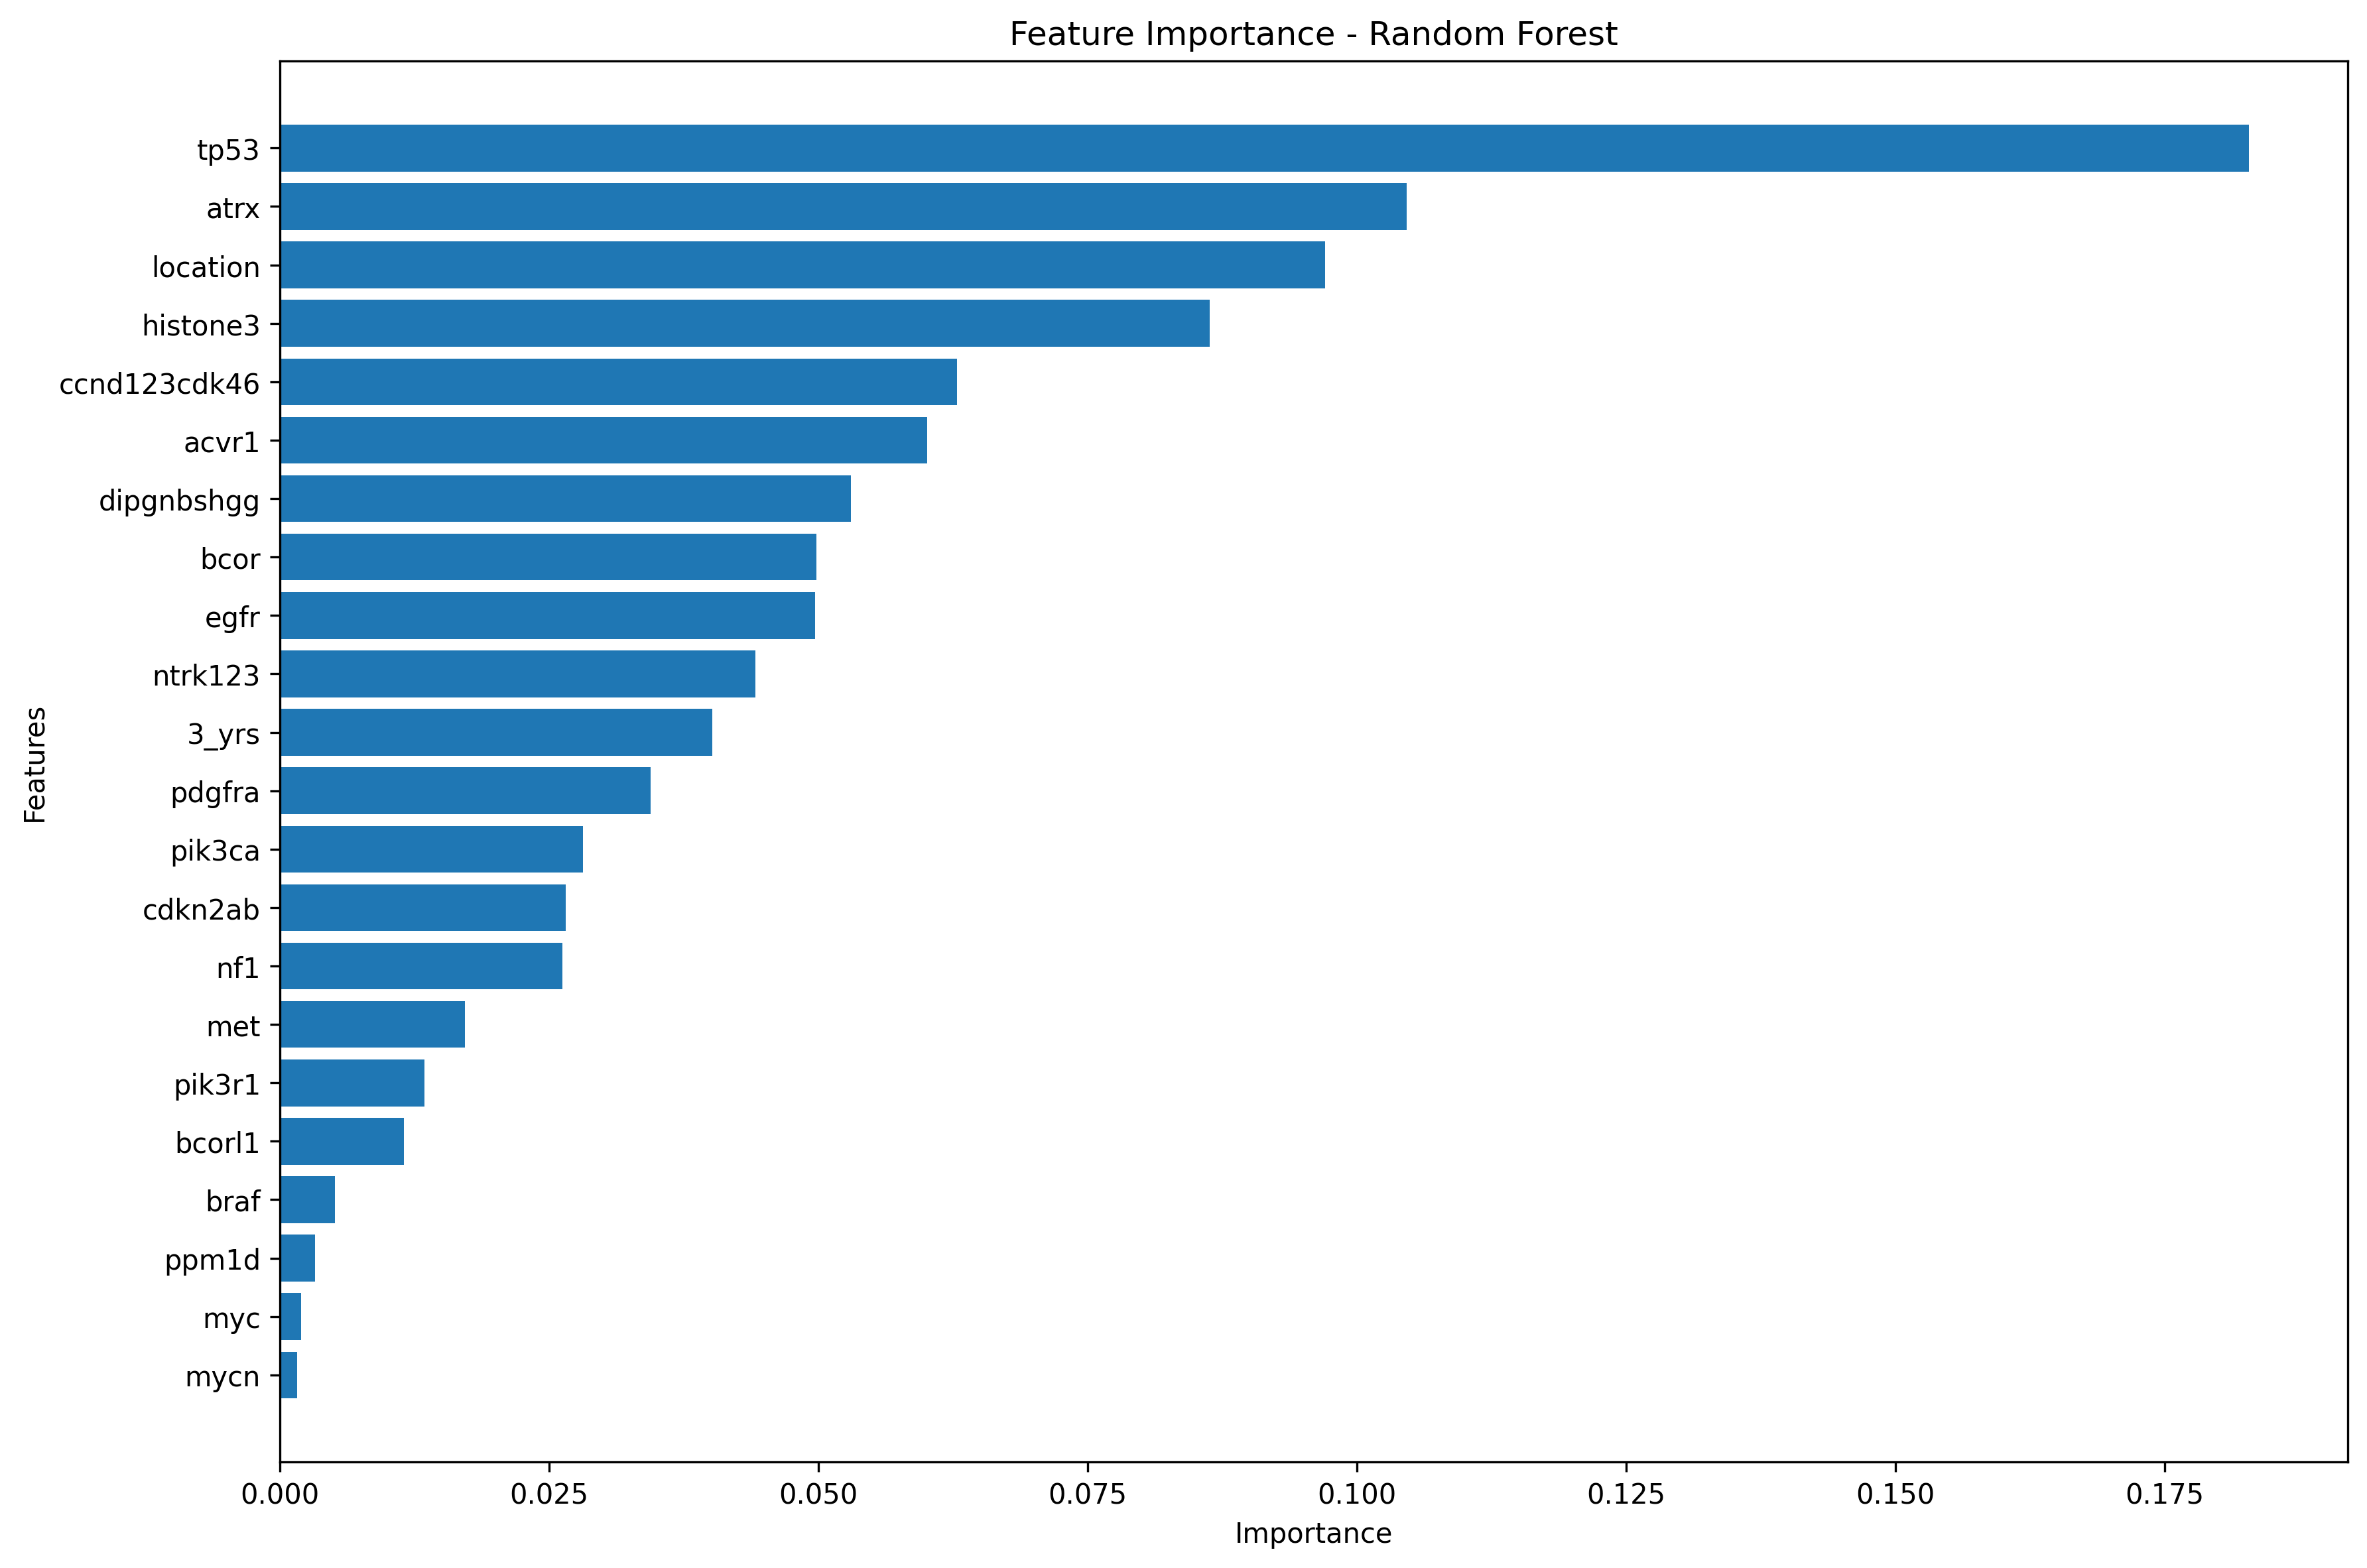 Feature Importance - Random Forest
tp53
atrx
location
histone3
ccnd123cdk46
acvr1
dipgnbshgg
bcor
egfr
ntrk123
3_yrs
pdgfra
pik3ca
cdkn2ab
nf1
met
pik3r1
bcorl1
braf
ppm1d
myc
mycn
Features
0.000 0.025 0.050 0.075 0.100 0.125 0.150 0.175
Importance